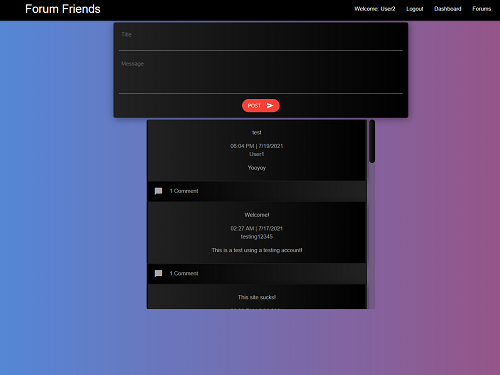 Forum Friends
Welcome: User2 Logout Dashboard Forums
Title
Message
POST
test
06:04 PM | 7/19/2021
User1
Yooyoy
1 Comment
Welcome!
02:27 AM | 7/17/2021
testing12345
This is a test using a testing account!
1 Comment
This site sucks!